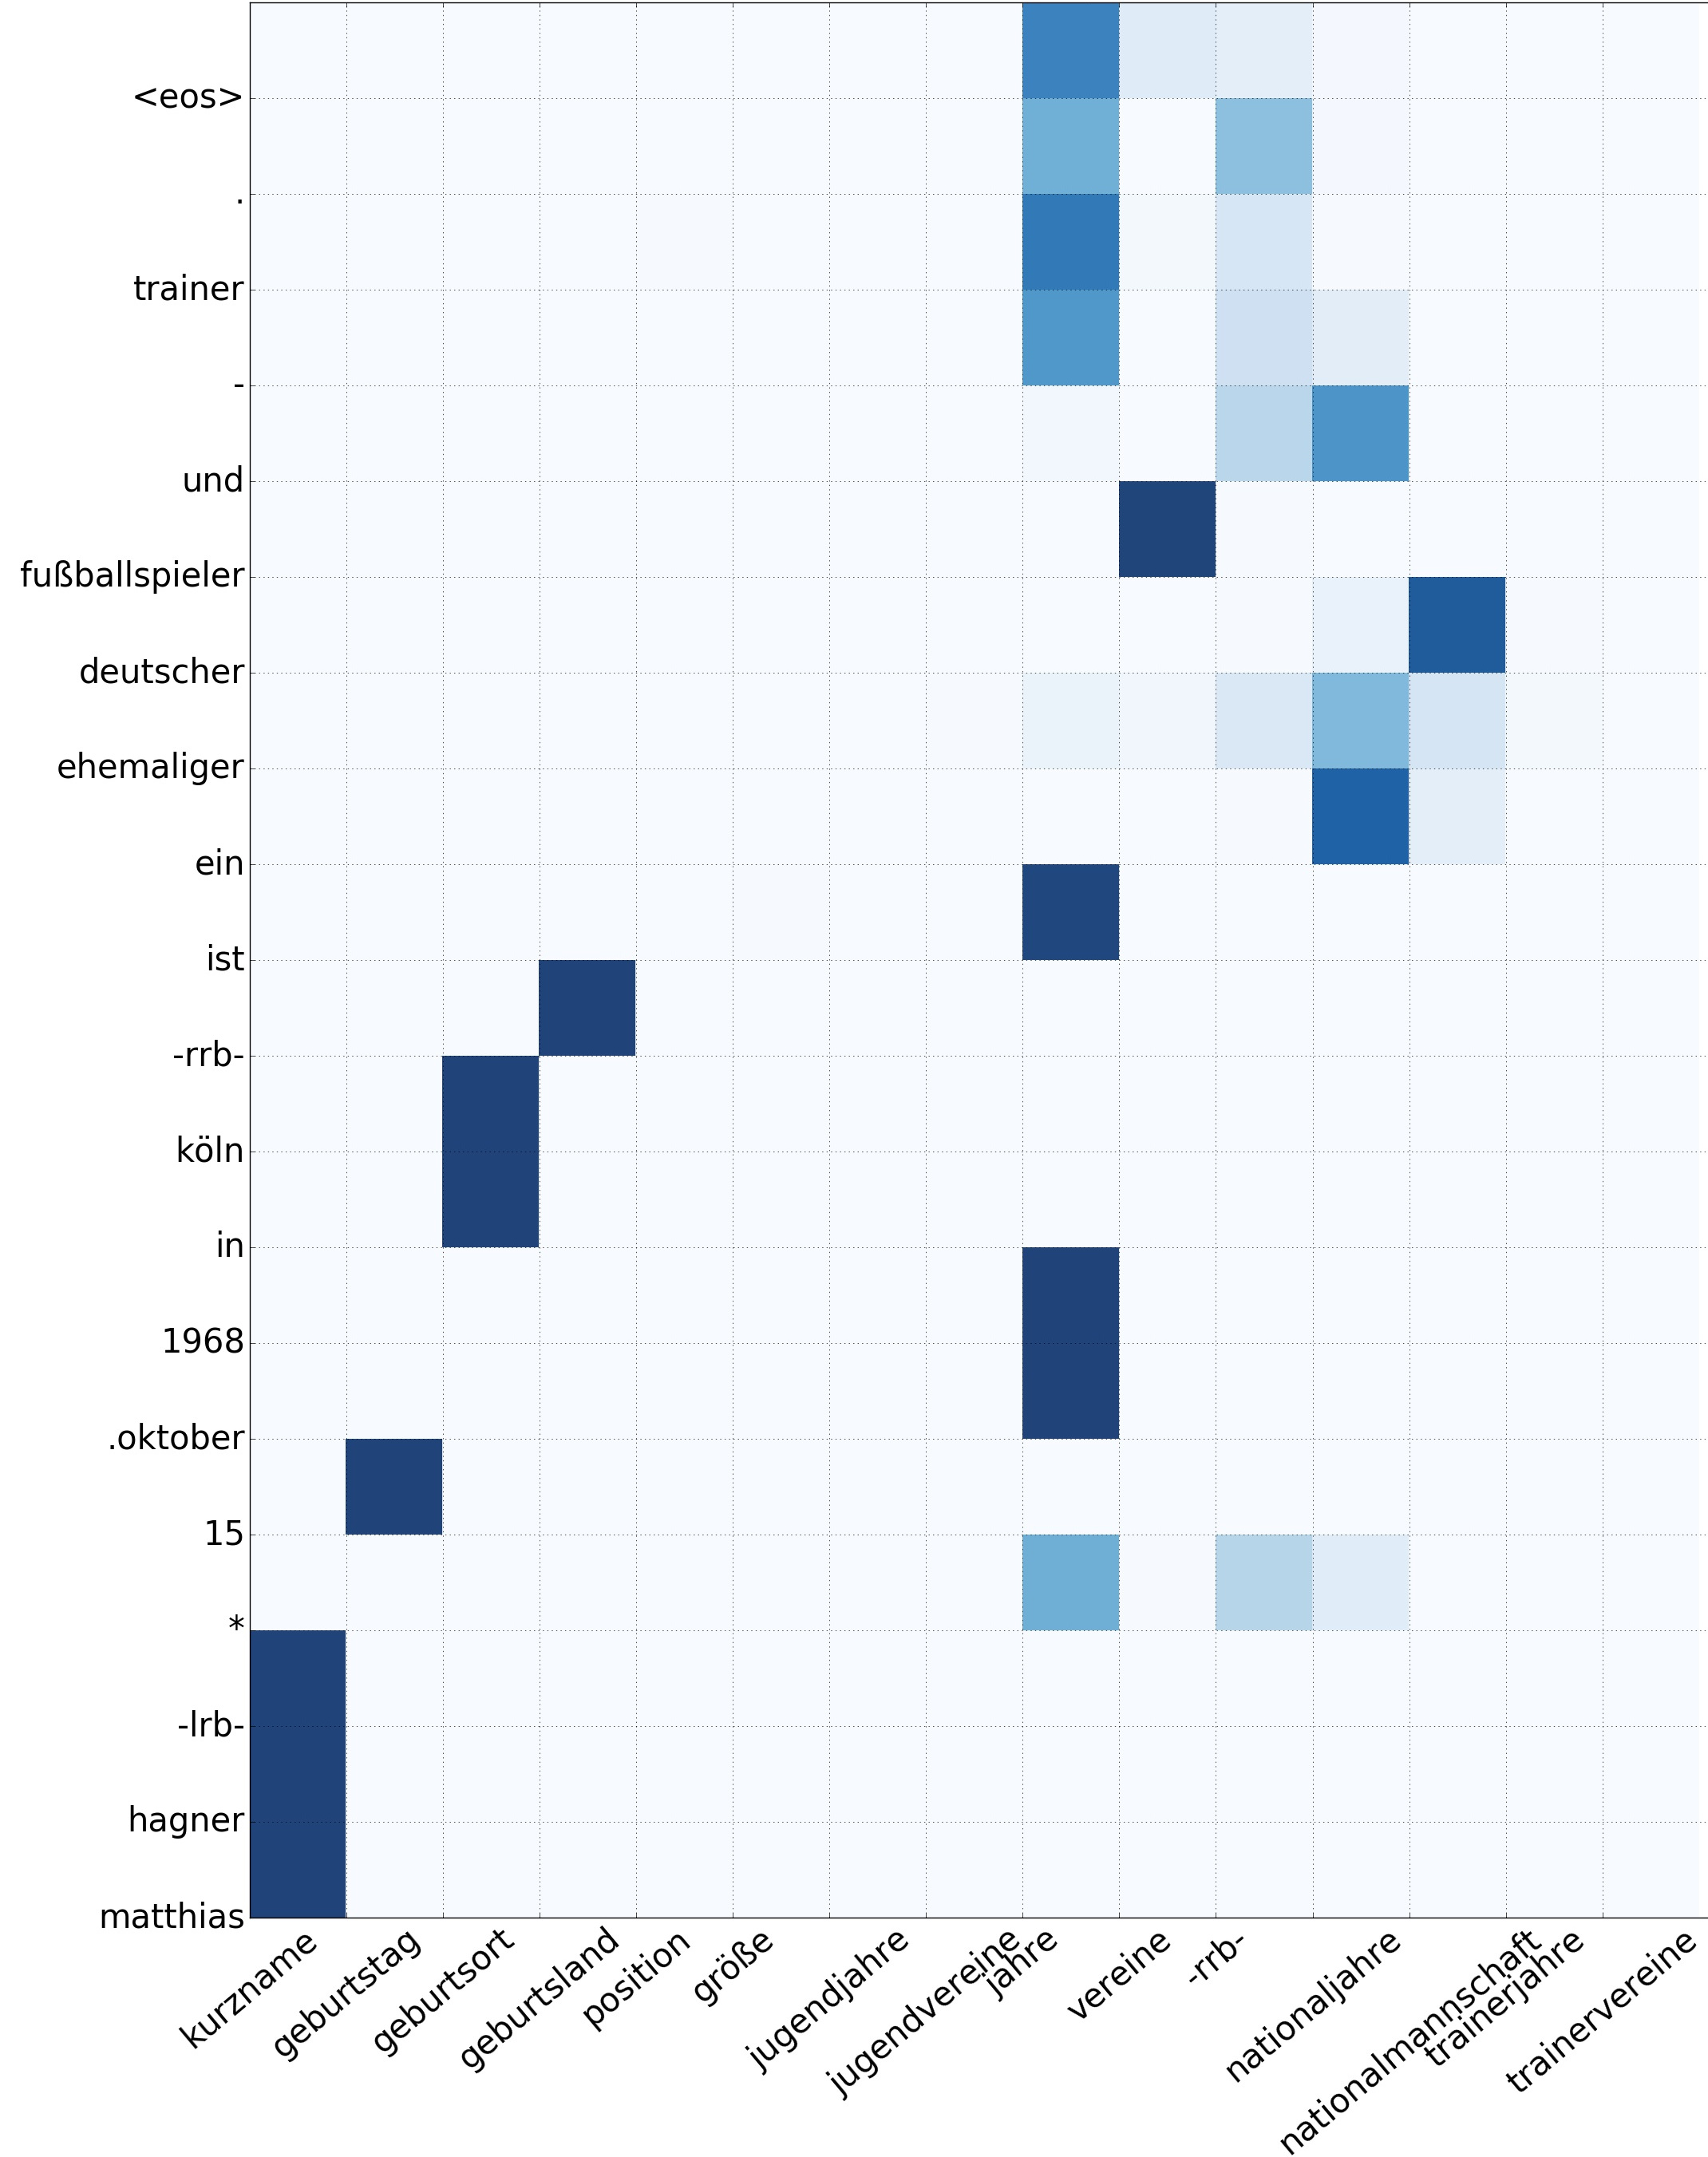 <eos>
.
trainer
-
und
fußballspieler
deutscher
ehemaliger
ein
ist
-rrb-
köln
in
1968
.oktober
15
*
-lrb-
hagner
matthias
kurzname
geburtstag
geburtsort
geburtsland
position
größe
jugendjahre
jugendvereine
jahre
vereine
-rrb-
nationaljahre
nationalmannschaft
trainerjahre
trainervereine